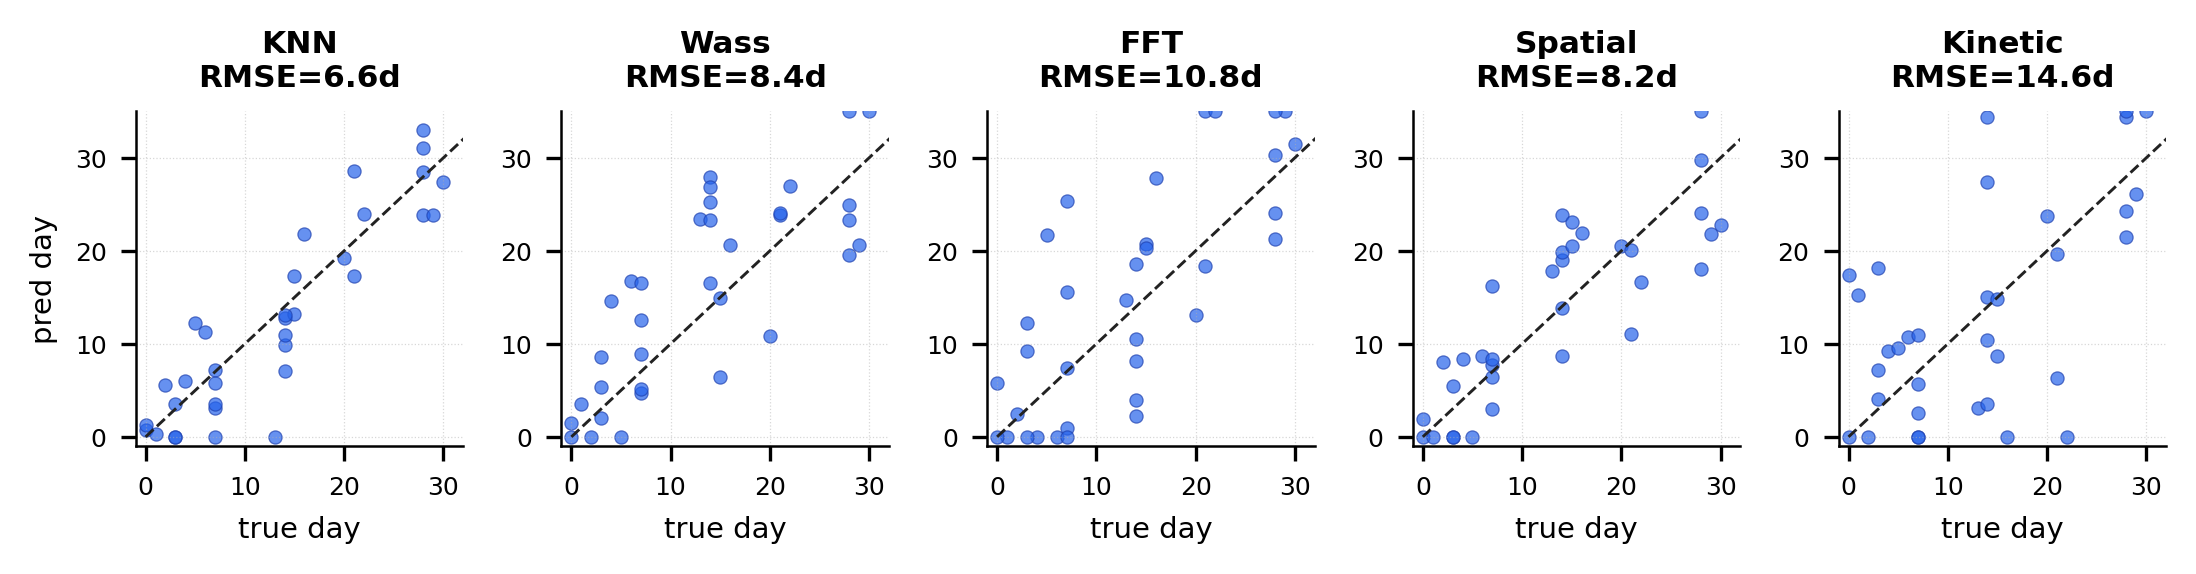 KNN
RMSE=6.6d
Wass
RMSE=8.4d
FFT
RMSE=10.8d
Spatial
RMSE=8.2d
Kinetic
RMSE=14.6d
pred day
30
20
10
0
0 10 20 30
true day
30
20
10
0
0 10 20 30
true day
30
20
10
0
0 10 20 30
true day
30
20
10
0
0 10 20 30
true day
30
20
10
0
0 10 20 30
true day